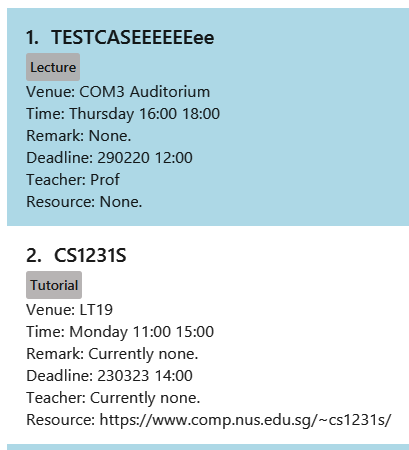 1. TESTCASEEEEEEee
Lecture
Venue: COM3 Auditorium
Time: Thursday 16:00 18:00
Remark: None.
Deadline: 290220 12:00
Teacher: Prof
Resource: None.
2. CS1231S
Tutorial
Venue: LT19
Time: Monday 11:00 15:00
Remark: Currently none.
Deadline: 230323 14:00
Teacher: Currently none.
Resource: https://www.comp.nus.edu.sg/~cs1231s/